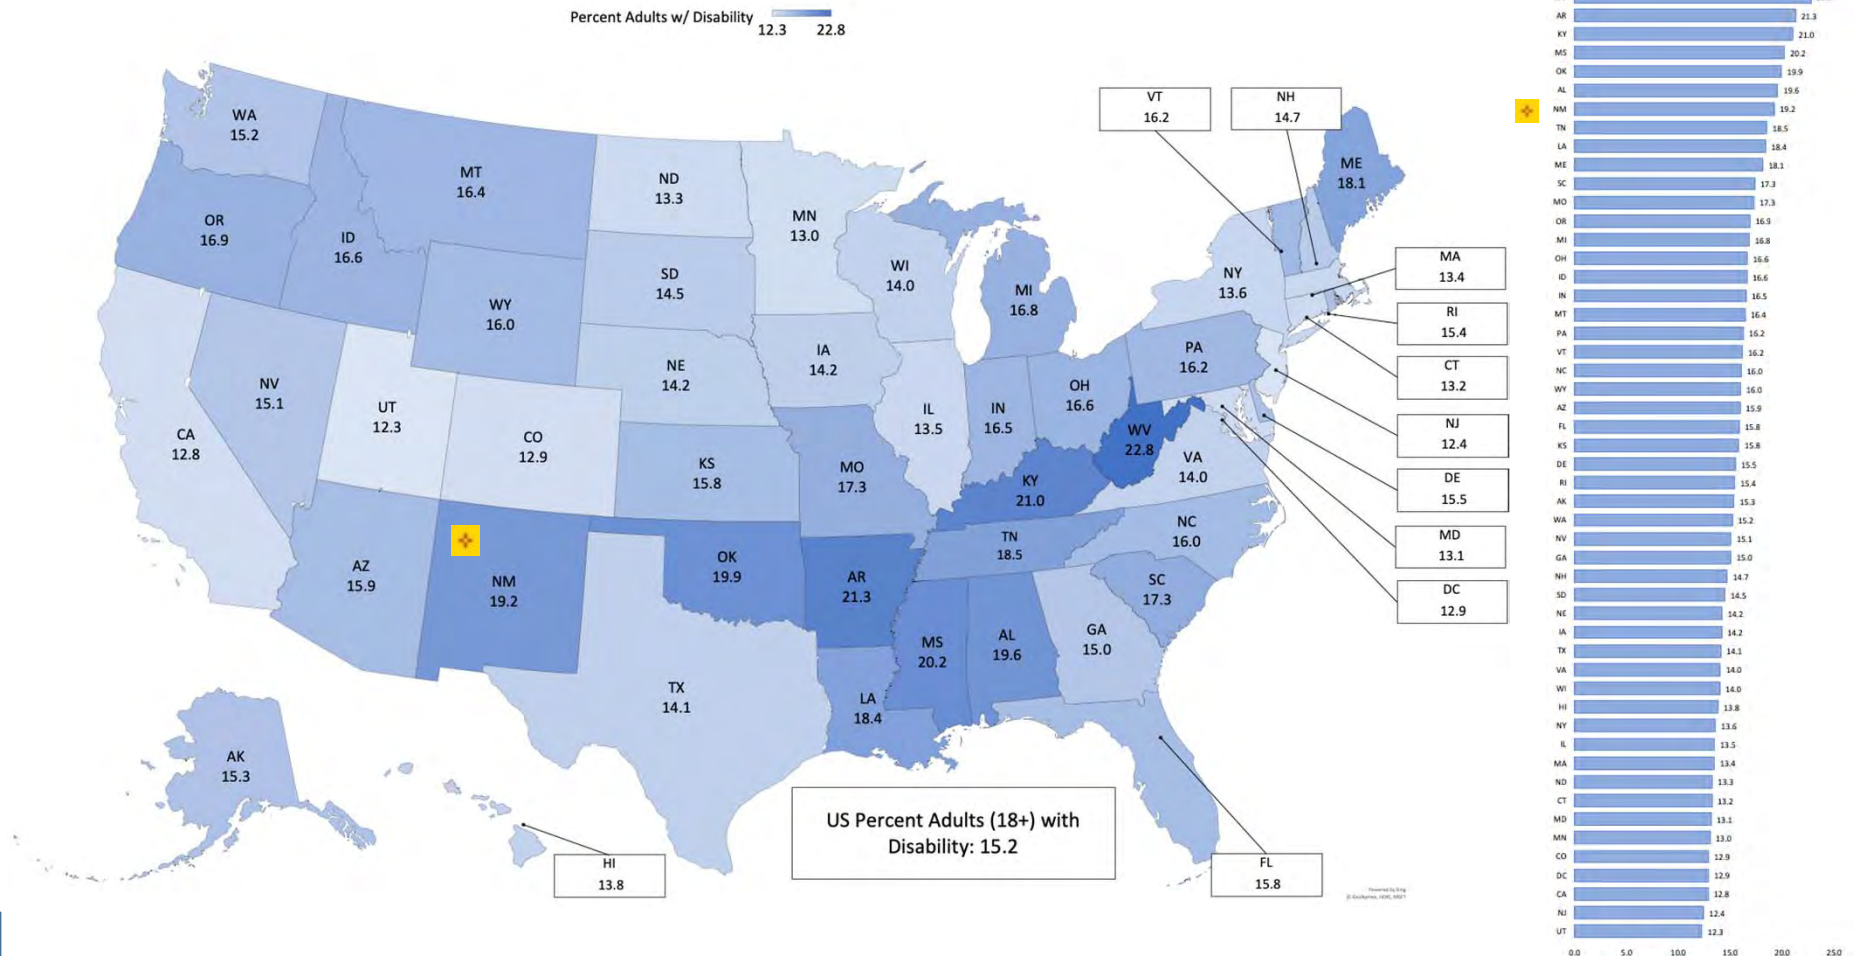 Percent Adults w/ Disability
12.3 22.8
WA
15.2
MT
16.4
ND
13.3
MN
13.0
OR
16.9
ID
16.6
SD
14.5
WI
14.0
MI
16.8
WY
16.0
VT
16.2
NH
14.7
ME
18.1
NY
13.6
MA
13.4
RI
15.4
CT
13.2
NJ
12.4
DE
15.5
MD
13.1
DC
12.9
PA
16.2
IA
14.2
NE
14.2
NV
15.1
UT
12.3
CA
12.8
CO
12.9
KS
15.8
MO
17.3
IL
13.5
IN
16.5
OH
16.6
WV
22.8
VA
14.0
KY
21.0
NC
16.0
TN
18.5
SC
17.3
AZ
15.9
NM
19.2
OK
19.9
AR
21.3
MS
20.2
AL
19.6
GA
15.0
TX
14.1
LA
18.4
AK
15.3
HI
13.8
FL
15.8
US Percent Adults (18+) with
Disability: 15.2
Powered by Bing
AR 21.3
KY 21.0
MS 20.2
OK 19.9
AL 19.6
NM 19.2
TN 18.5
LA 18.4
ME 18.1
SC 17.3
MO 17.3
OR 16.9
MI 16.8
OH 16.6
ID 16.6
IN 16.5
MT 16.4
PA 16.2
VT 16.2
NC 16.0
WY 16.0
AZ 15.9
FL 15.8
KS 15.8
DE 15.5
RI 15.4
AK 15.3
WA 15.2
NV 15.1
GA 15.0
NH 14.7
SD 14.5
NE 14.2
IA 14.2
TX 14.1
VA 14.0
WI 14.0
HI 13.8
NY 13.6
IL 13.5
MA 13.4
ND 13.3
CT 13.2
MD 13.1
MN 13.0
CO 12.9
DC 12.9
CA 12.8
NJ 12.4
UT 12.3
0.0 5.0 10.0 15.0 20.0 25.0